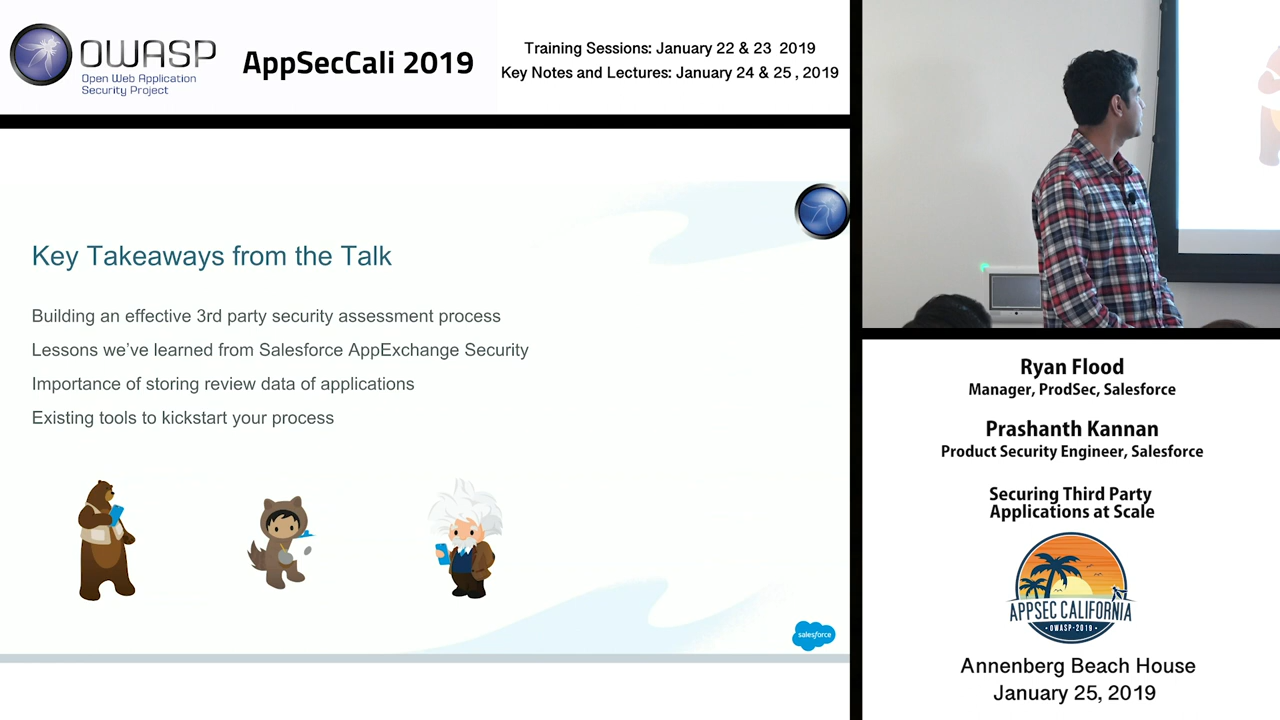 OWASP
Open Web Application
Security Project
AppSecCali 2019
Training Sessions: January 22 & 23 2019
Key Notes and Lectures: January 24 & 25 , 2019
Key Takeaways from the Talk
Building an effective 3rd party security assessment process
Lessons we’ve learned from Salesforce AppExchange Security
Importance of storing review data of applications
Existing tools to kickstart your process
salesforce
Ryan Flood
Manager, ProdSec, Salesforce
Prashanth Kannan
Product Security Engineer, Salesforce
Securing Third Party
Applications at Scale
APPSEC CALIFORNIA
OWASP-2019
Annenberg Beach House
January 25, 2019